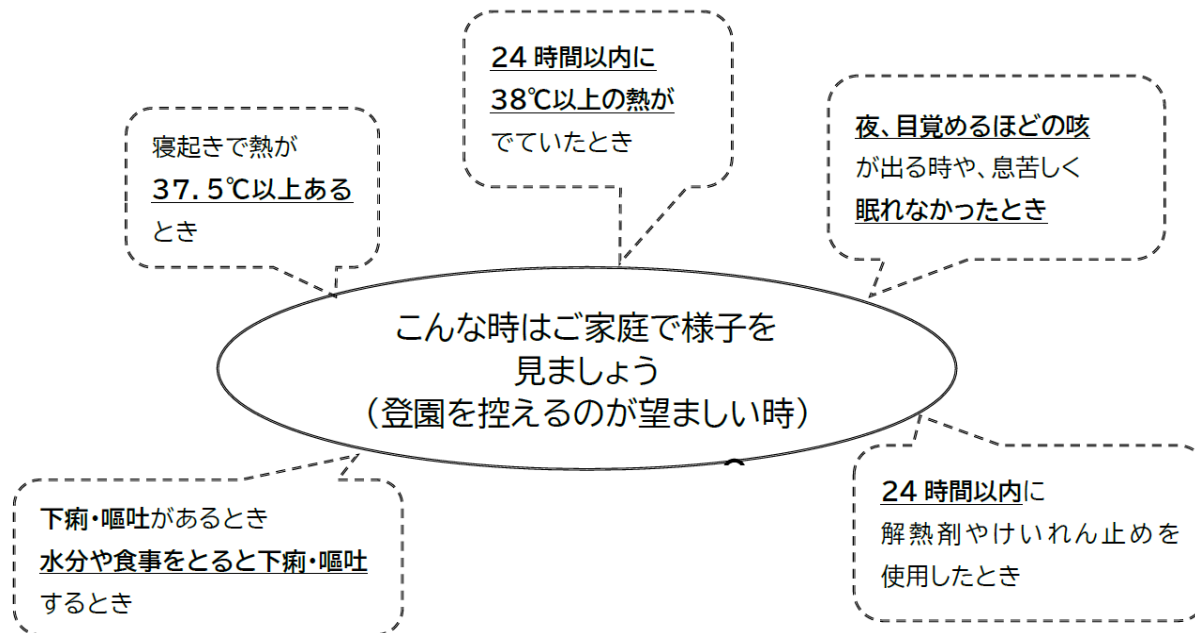 24 時間以内に
38℃以上の熱が
でていたとき
寝起きで熱が
37.5℃以上ある
とき
夜、目覚めるほどの咳
が出る時や、息苦しく
眠れなかったとき
こんな時はご家庭で様子を
見ましょう
（登園を控えるのが望ましい時）
下痢・嘔吐があるとき
水分や食事をとると下痢・嘔吐
するとき
24 時間以内に
解熱剤やけいれん止めを
使用したとき